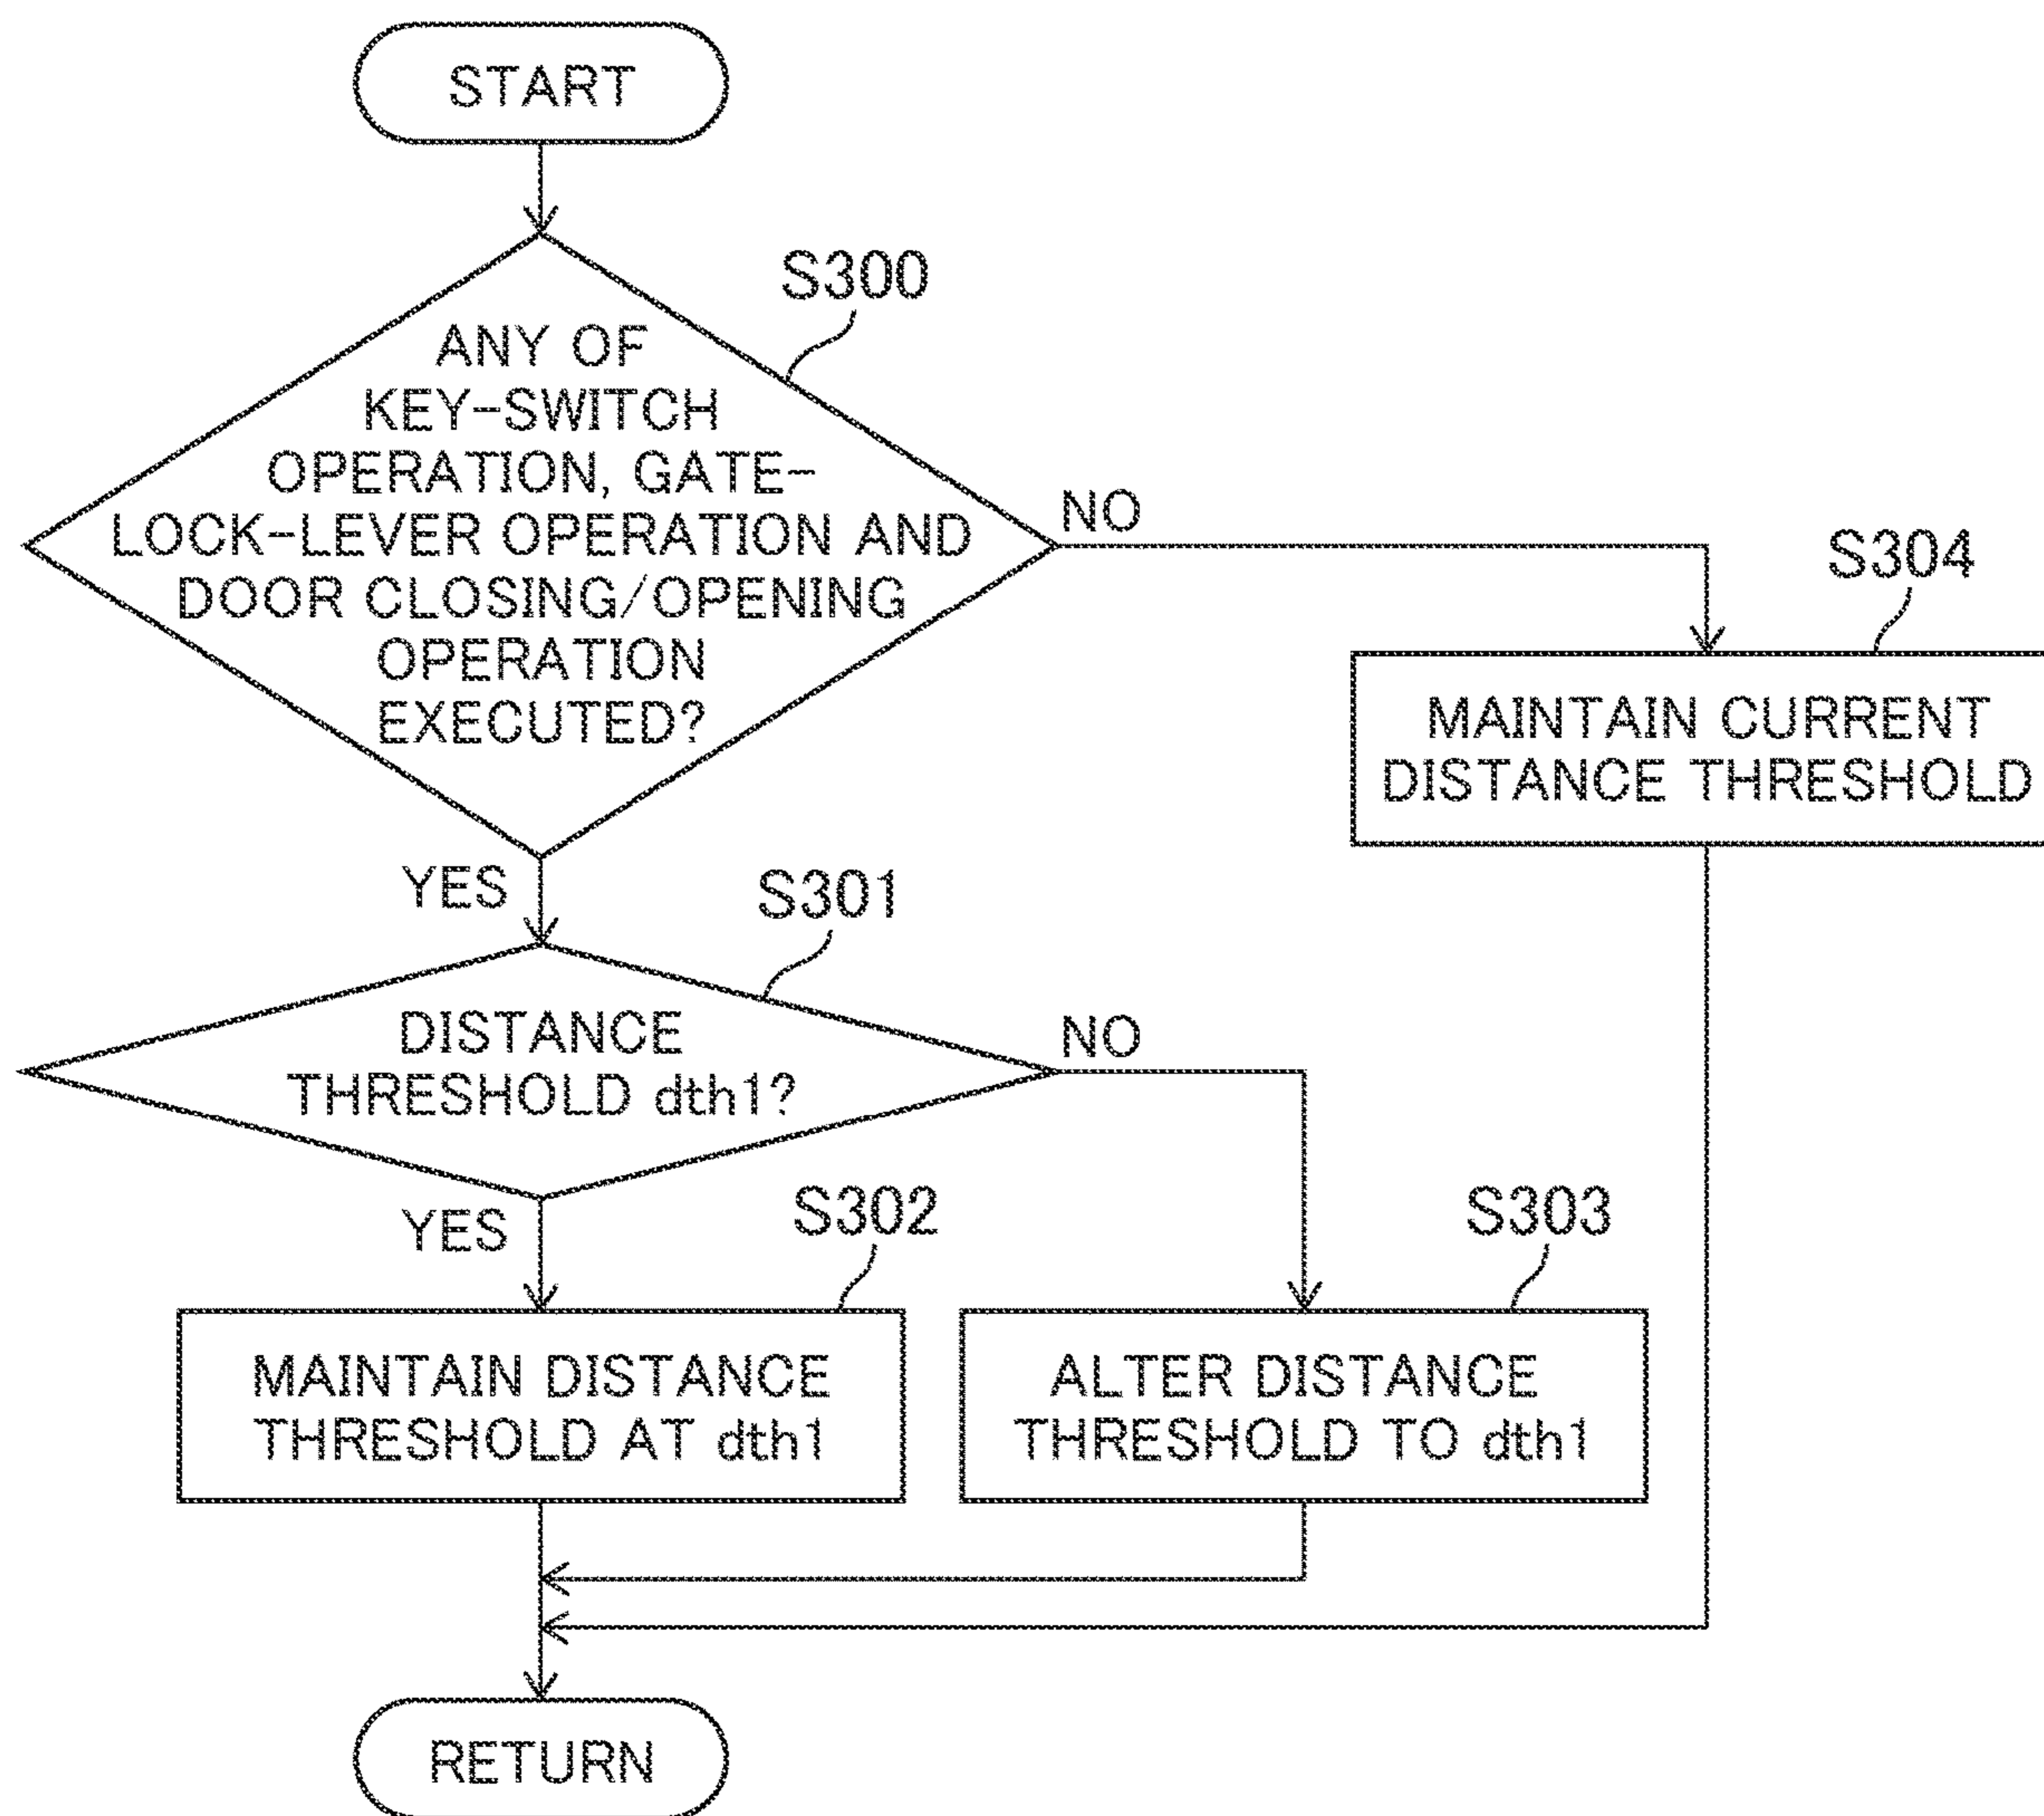 START
S300
ANY OF
KEY-SWITCH
OPERATION, GATE-
LOCK-LEVER OPERATION AND
DOOR CLOSING/OPENING
OPERATION
EXECUTED?
NO
S304
MAINTAIN CURRENT
DISTANCE THRESHOLD
YES
S301
DISTANCE
THRESHOLD dth1?
NO
YES
S302
MAINTAIN DISTANCE
THRESHOLD AT dth1
S303
ALTER DISTANCE
THRESHOLD TO dth1
RETURN